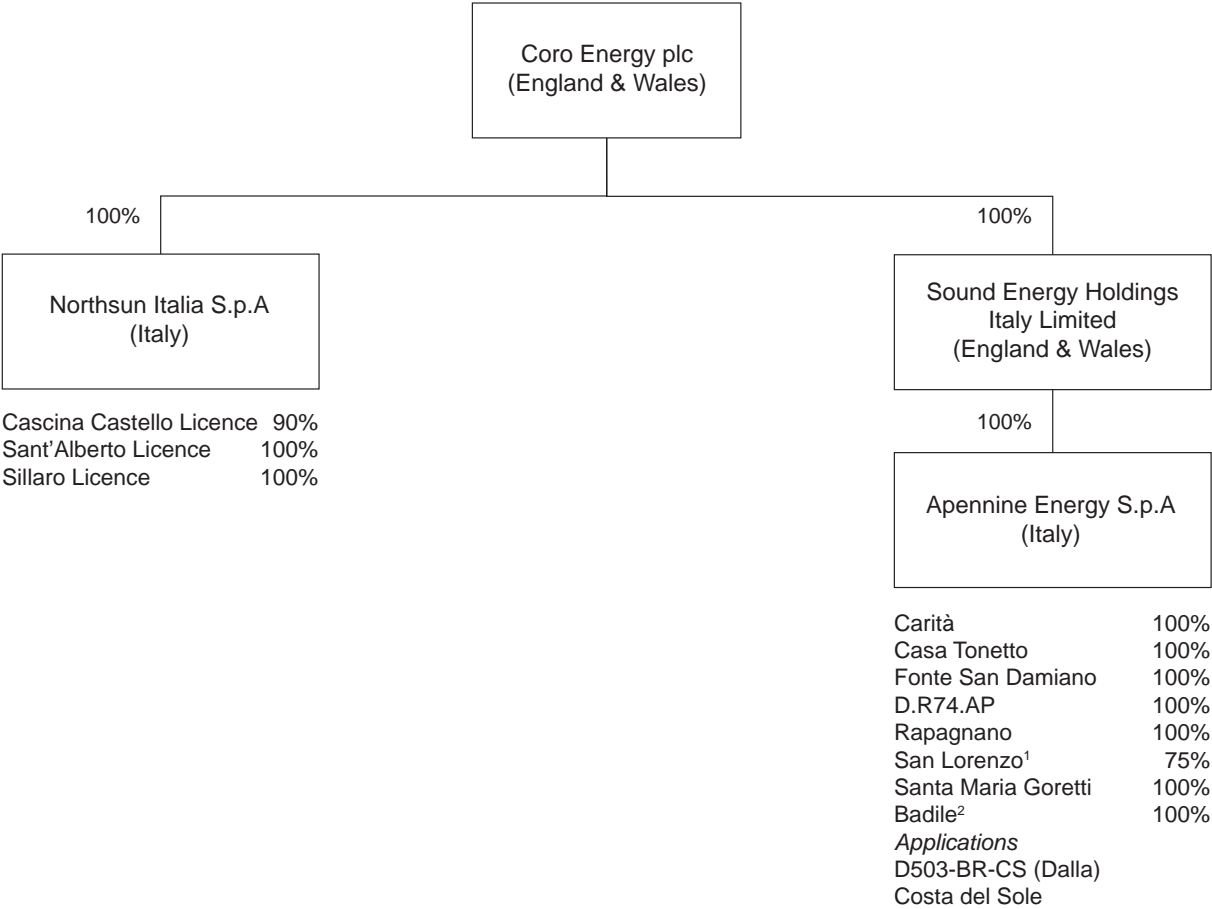 Coro Energy plc
(England & Wales)
100%
100%
Northsun Italia S.p.A
(Italy)
Cascina Castello Licence 90%
Sant’Alberto Licence 100%
Sillaro Licence 100%
Sound Energy Holdings
Italy Limited
(England & Wales)
100%
Apennine Energy S.p.A
(Italy)
Carità 100%
Casa Tonetto 100%
Fonte San Damiano 100%
D.R74.AP 100%
Rapagnano 100%
San Lorenzo¹ 75%
Santa Maria Goretti 100%
Badile² 100%
Applications
D503-BR-CS (Dalla)
Costa del Sole